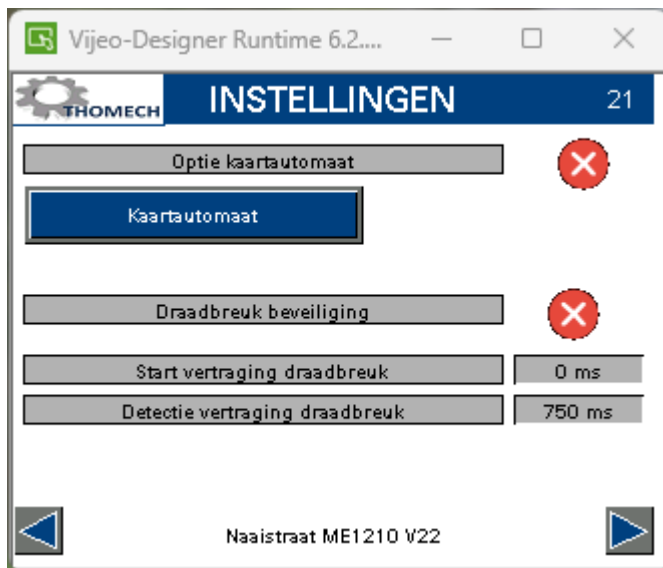 Vijeo-Designer Runtime 6.2....
THOMECH
INSTELLINGEN
21
Optie kaartautomaat
Kaartautomaat
Draadbreuk beveiliging
Start vertraging draadbreuk
0 ms
Detectie vertraging draadbreuk
750 ms
Naaistraat ME1210 V22